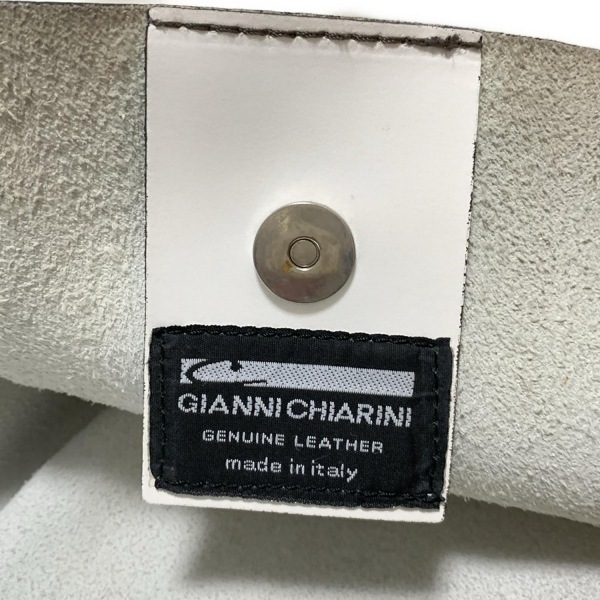 GIANNI CHIARINI
GENUINE LEATHER
made in italy